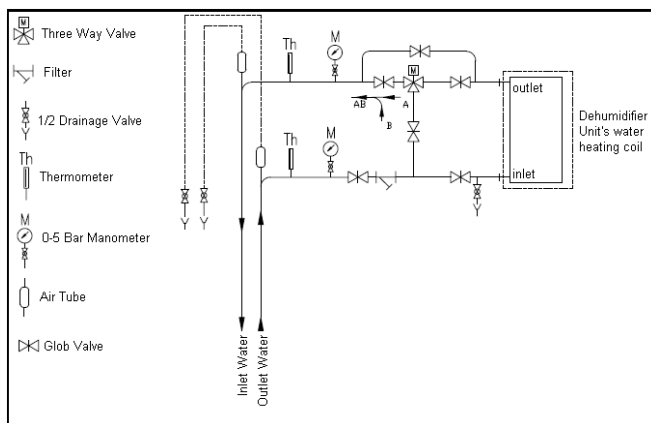 M
Three Way Valve
Filter
1/2 Drainage Valve
Th
Thermometer
M
0-5 Bar Manometer
Air Tube
Glob Valve
Th
M
M
AB
A
B
Th
M
outlet
inlet
Dehumidifier
Unit's water
heating coil
Inlet Water
Outlet Water